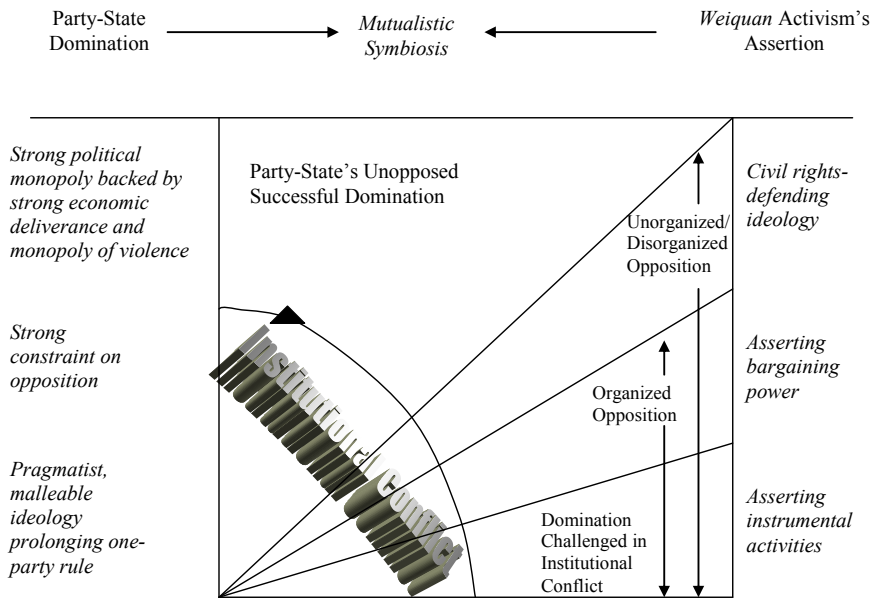 Party-State
Domination
Mutualistic
Symbiosis
Weiquan Activism's
Assertion
Strong political
monopoly backed by
strong economic
deliverance and
monopoly of violence
Strong
constraint on
opposition
Pragmatist,
malleable
ideology
prolonging one-
party rule
Party-State's Unopposed
Successful Domination
Institutional Conflict
Unorganized/
Disorganized
Opposition
Organized
Opposition
Domination
Challenged in
Institutional
Conflict
Civil rights-
defending
ideology
Asserting
bargaining
power
Asserting
instrumental
activities